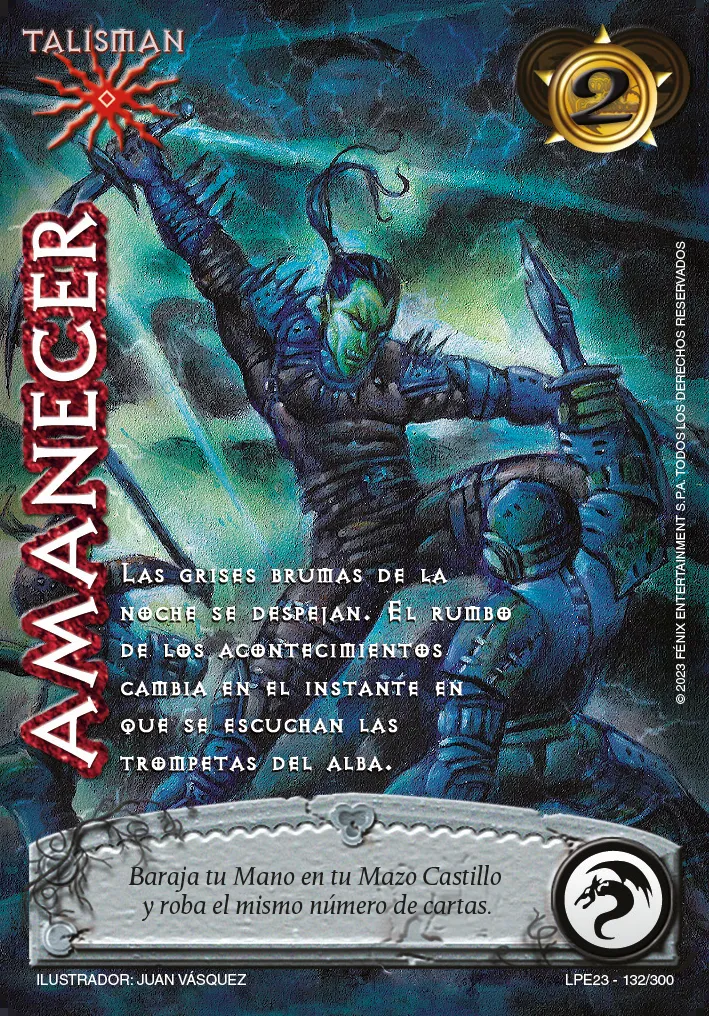 TALISMAN
2
AMANECER
Las grises brumas de la
noche se despejan. El rumbo
de los acontecimientos
cambia en el instante en
que se escuchan las
trompetas del alba.
© 2023 FÉNIX ENTERTAINMENT S.P.A. TODOS LOS DERECHOS RESERVADOS
Baraja tu Mano en tu Mazo Castillo
y roba el mismo número de cartas.
ILUSTRADOR: JUAN VÁSQUEZ
LPE23 - 132/300